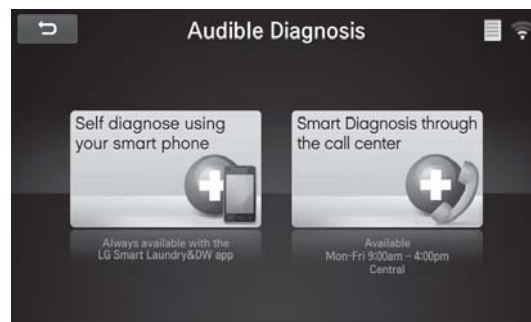 Audible Diagnosis
Self diagnose using
your smart phone
Smart Diagnosis through
the call center
Always available with the
LG Smart Laundry&DW app
Available
Mon-Fri 9:00am – 4:00pm
Central